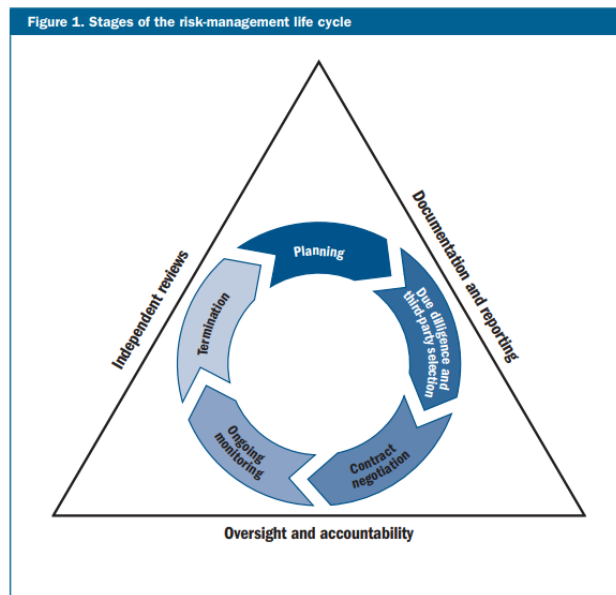 Figure 1. Stages of the risk-management life cycle
Independent reviews
Documentation and reporting
Planning
Due diligence and
third-party selection
Contract
negotiation
Ongoing
monitoring
Termination
Oversight and accountability